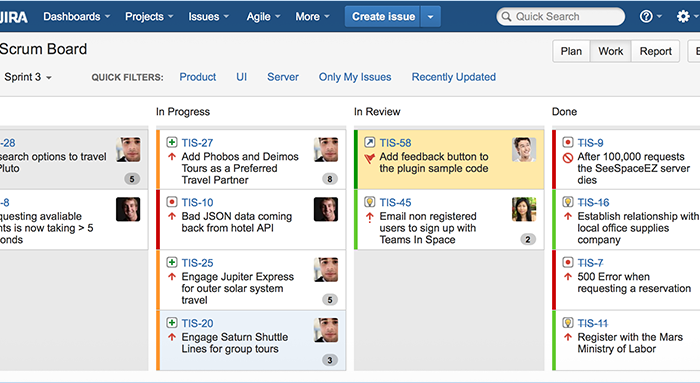 JIRA Dashboards Projects Issues Agile More Create issue Quick Search
Scrum Board
Plan Work Report
Sprint 3 QUICK FILTERS: Product UI Server Only My Issues Recently Updated
In Progress
In Review
Done
-28
search options to travel
Pluto
5
-8
questing avaliable
nts is now taking > 5
onds
TIS-27
Add Phobos and Deimos
Tours as a Preferred
Travel Partner
8
TIS-10
Bad JSON data coming
back from hotel API
TIS-25
Engage Jupiter Express
for outer solar system
travel
5
TIS-20
Engage Saturn Shuttle
Lines for group tours
3
TIS-58
Add feedback button to
the plugin sample code
TIS-45
Email non registered
users to sign up with
Teams In Space
2
TIS-9
After 100,000 requests
the SeeSpaceEZ server
dies
TIS-16
Establish relationship with
local office supplies
company
TIS-7
500 Error when
requesting a reservation
TIS-11
Register with the Mars
Ministry of Labor